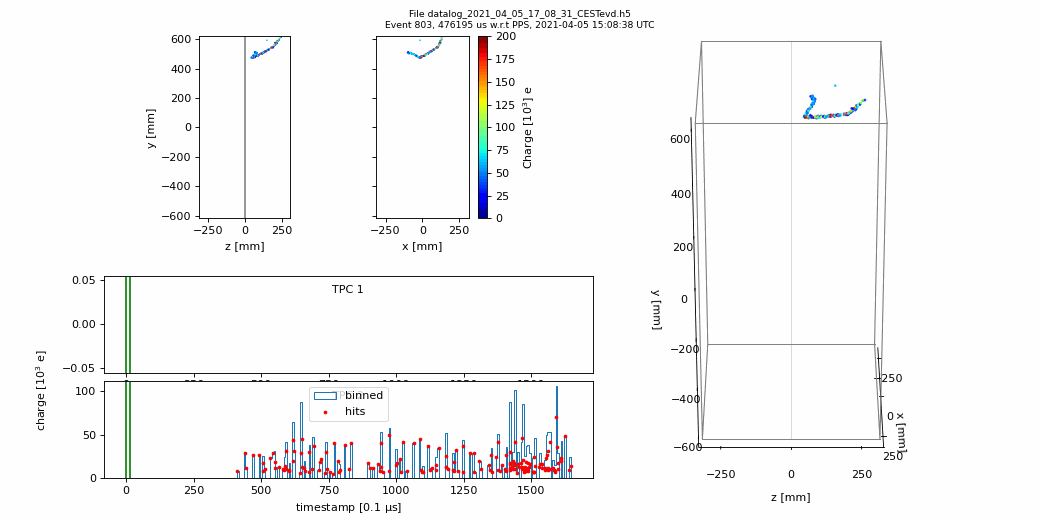 File datalog_2021_04_05_17_08_31_CESTevd.h5
Event 803, 476195 us w.r.t PPS, 2021-04-05 15:08:38 UTC
600
400
200
0
−200
−400
−600
y [mm]
−250 0 250
z [mm]
−250 0 250
x [mm]
200
175
150
125
100
75
50
25
0
Charge [10³] e
0.05
0.00
−0.05
TPC 1
100
50
0
binned
hits
0 250 500 750 1000 1250 1500
timestamp [0.1 µs]
charge [10³ e]
600
400
200
0
−200
−400
−600
y [mm]
−250 0 250
z [mm]
−250
0
250
x [mm]